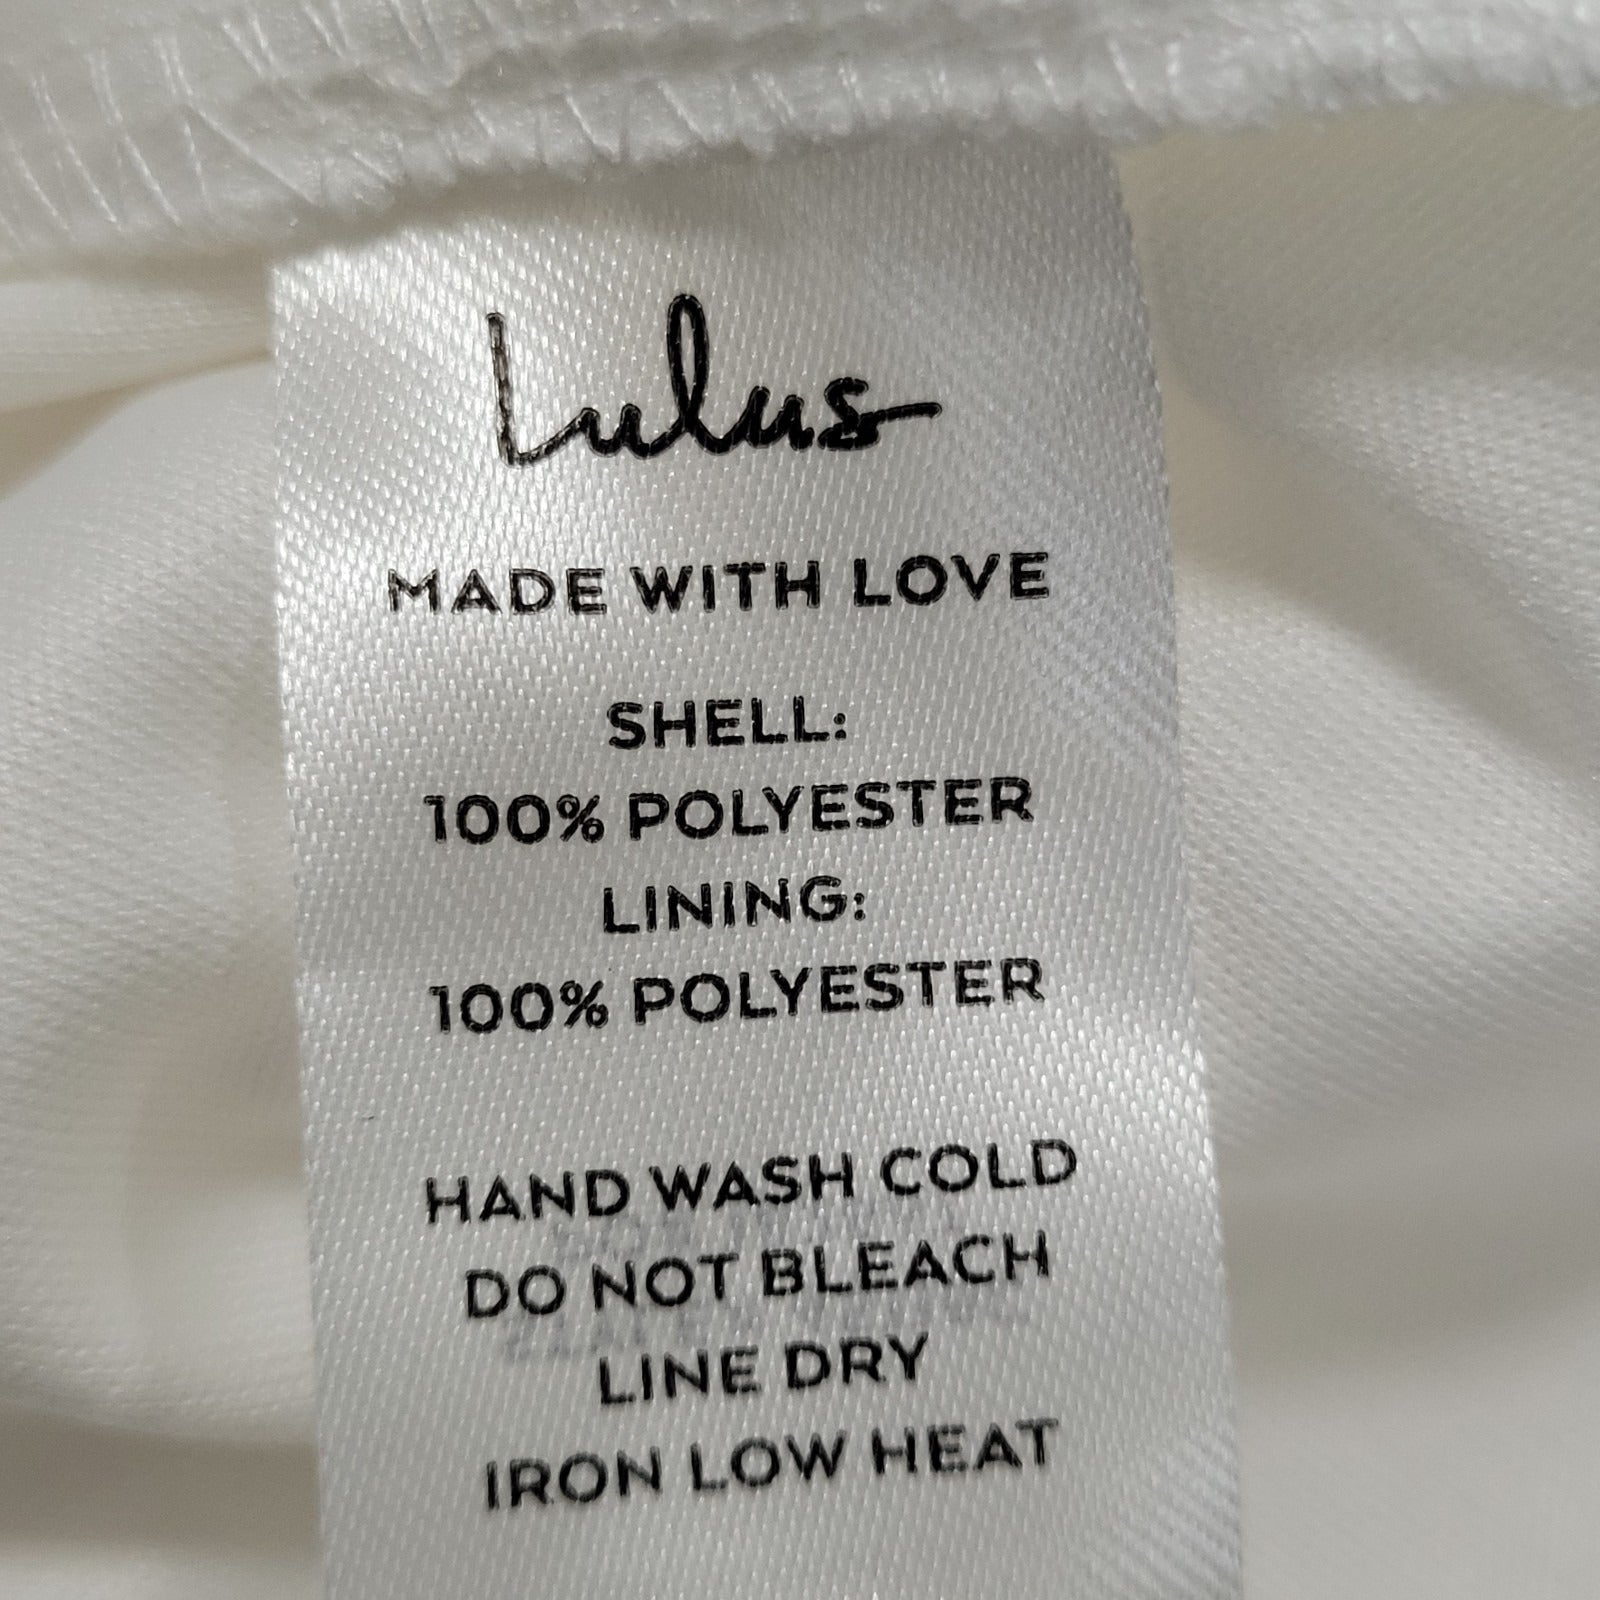 Lulus
MADE WITH LOVE
SHELL:
100% POLYESTER
LINING:
100% POLYESTER
HAND WASH COLD
DO NOT BLEACH
LINE DRY
IRON LOW HEAT